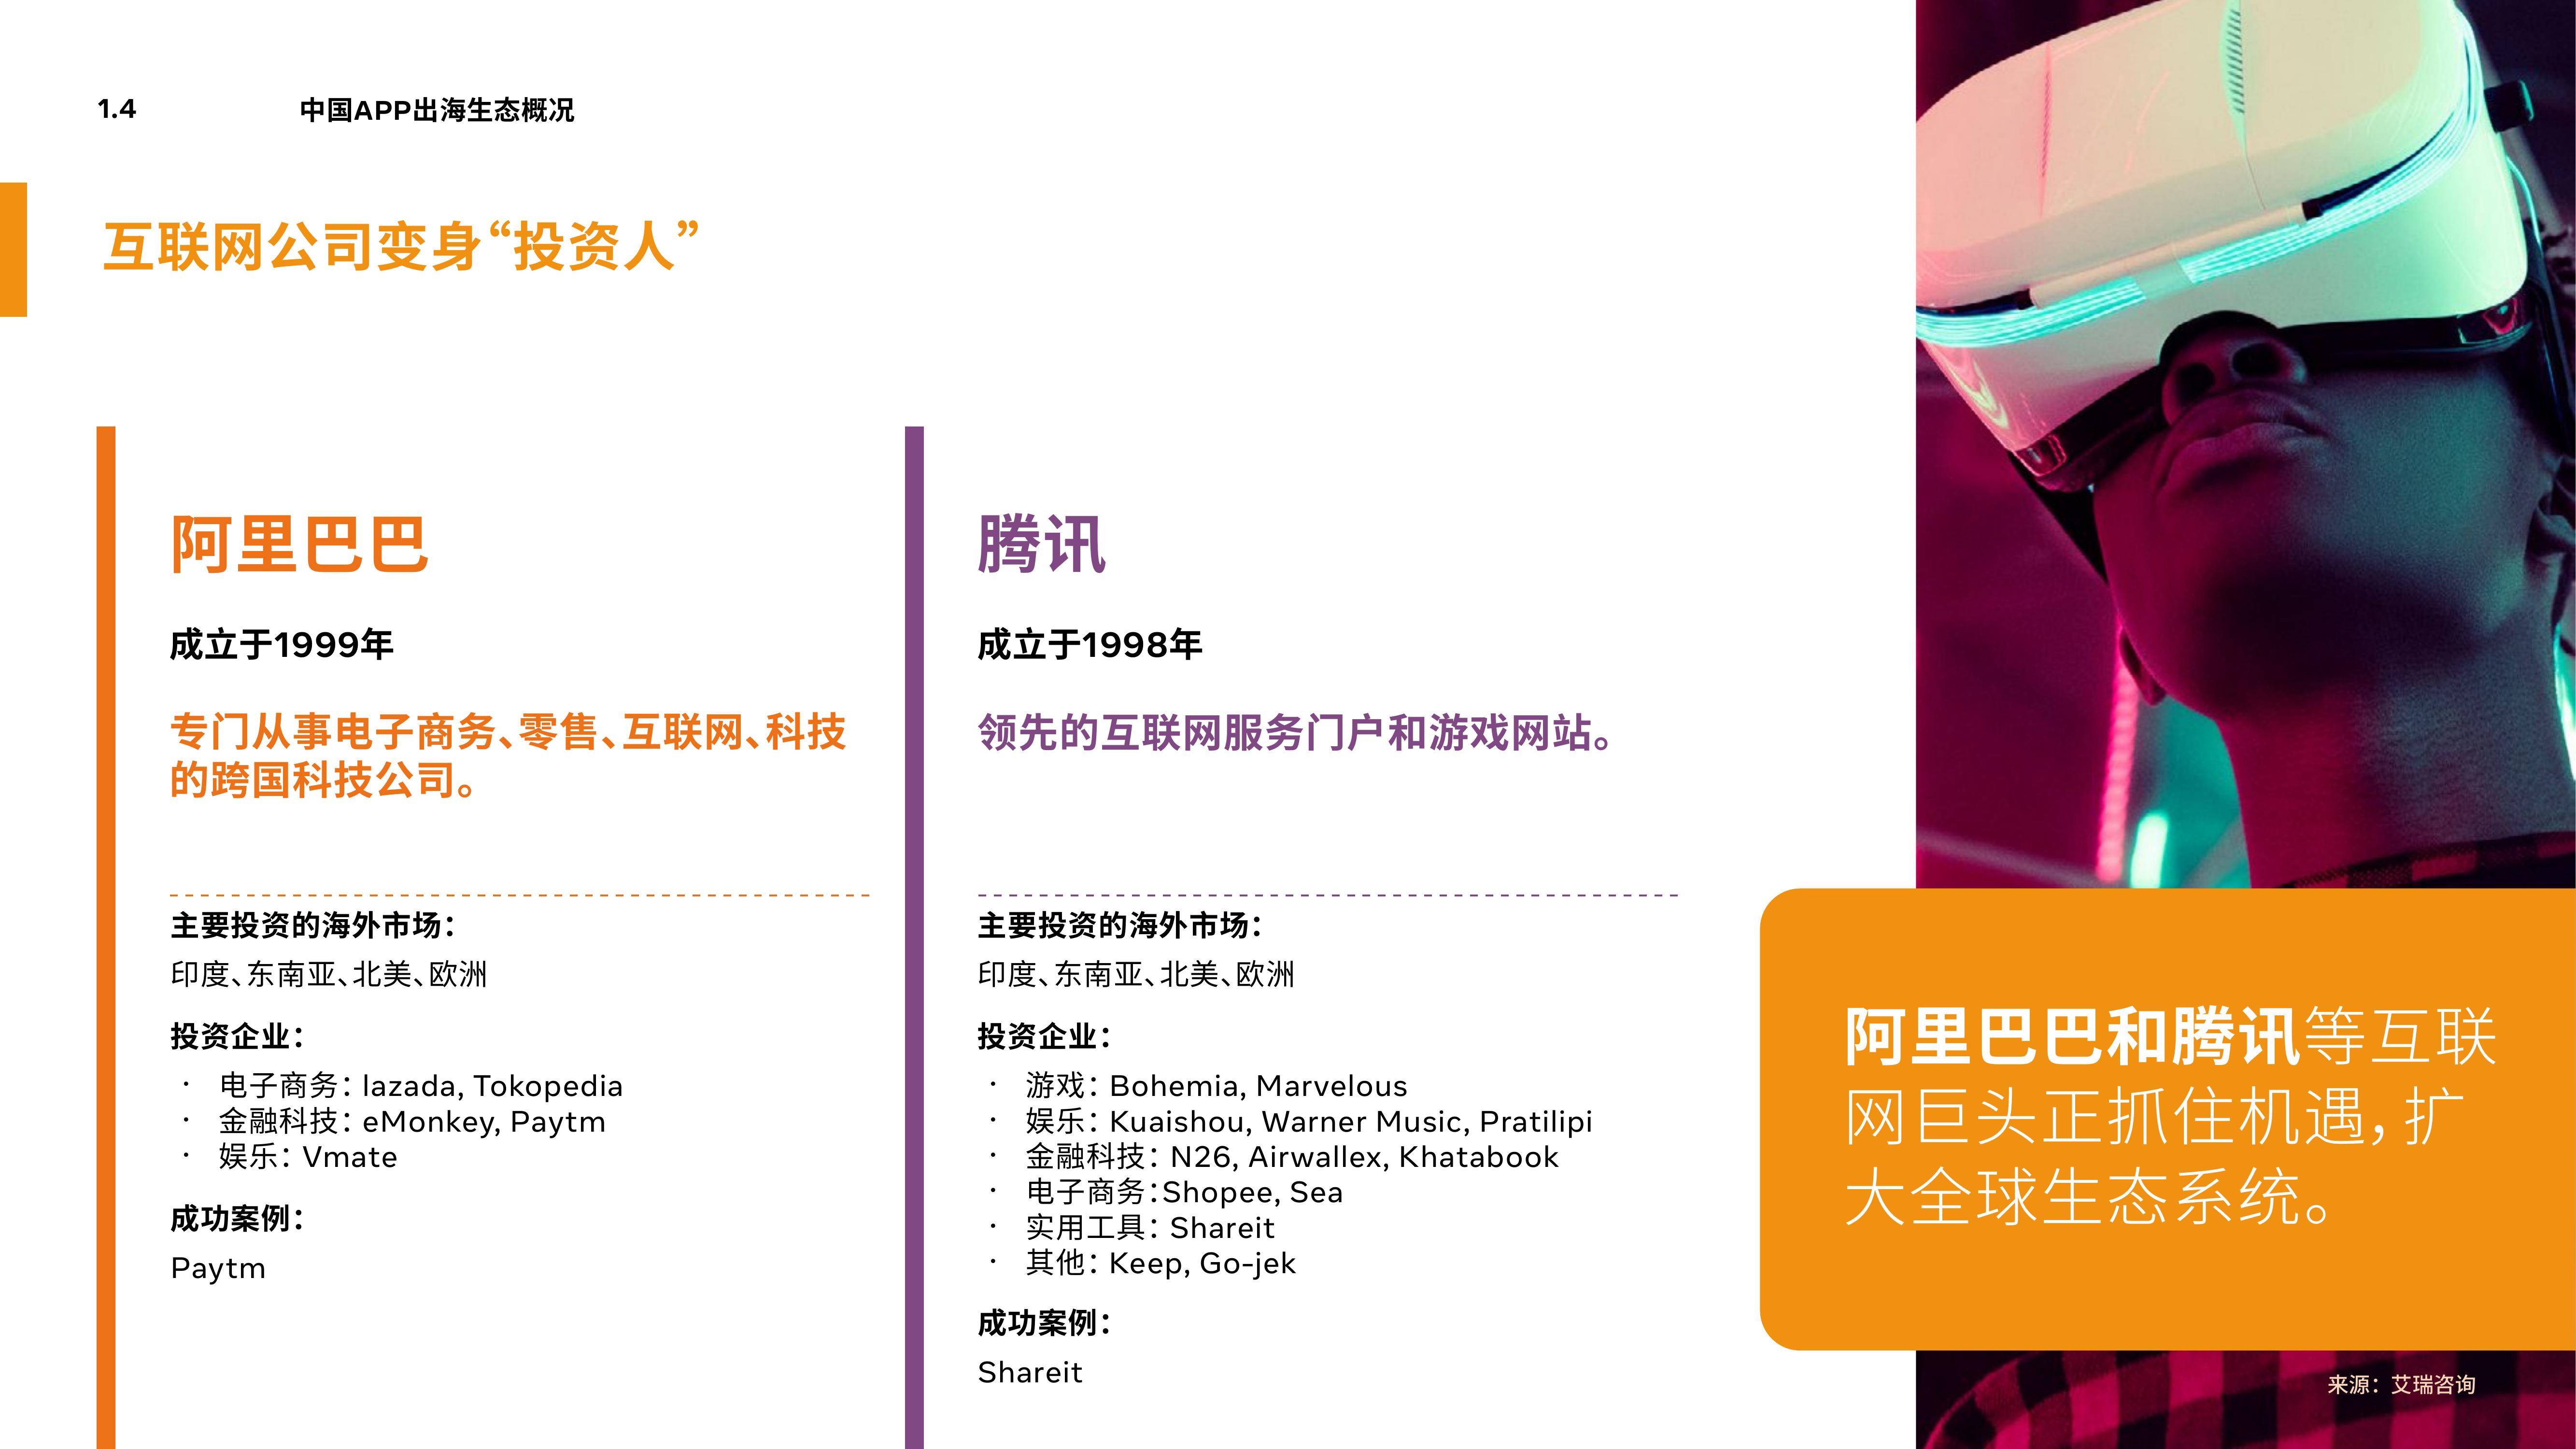 1.4
中国APP出海生态概况
互联网公司变身“投资人”
阿里巴巴
成立于1999年
专门从事电子商务、零售、互联网、科技
的跨国科技公司。
主要投资的海外市场：
印度、东南亚、北美、欧洲
投资企业：
· 电子商务：lazada, Tokopedia
· 金融科技：eMonkey, Paytm
· 娱乐：Vmate
成功案例：
Paytm
腾讯
成立于1998年
领先的互联网服务门户和游戏网站。
主要投资的海外市场：
印度、东南亚、北美、欧洲
投资企业：
· 游戏：Bohemia, Marvelous
· 娱乐：Kuaishou, Warner Music, Pratilipi
· 金融科技：N26, Airwallex, Khatabook
· 电子商务：Shopee, Sea
· 实用工具：Shareit
· 其他：Keep, Go-jek
成功案例：
Shareit
阿里巴巴和腾讯等互联
网巨头正抓住机遇，扩
大全球生态系统。
来源：艾瑞咨询